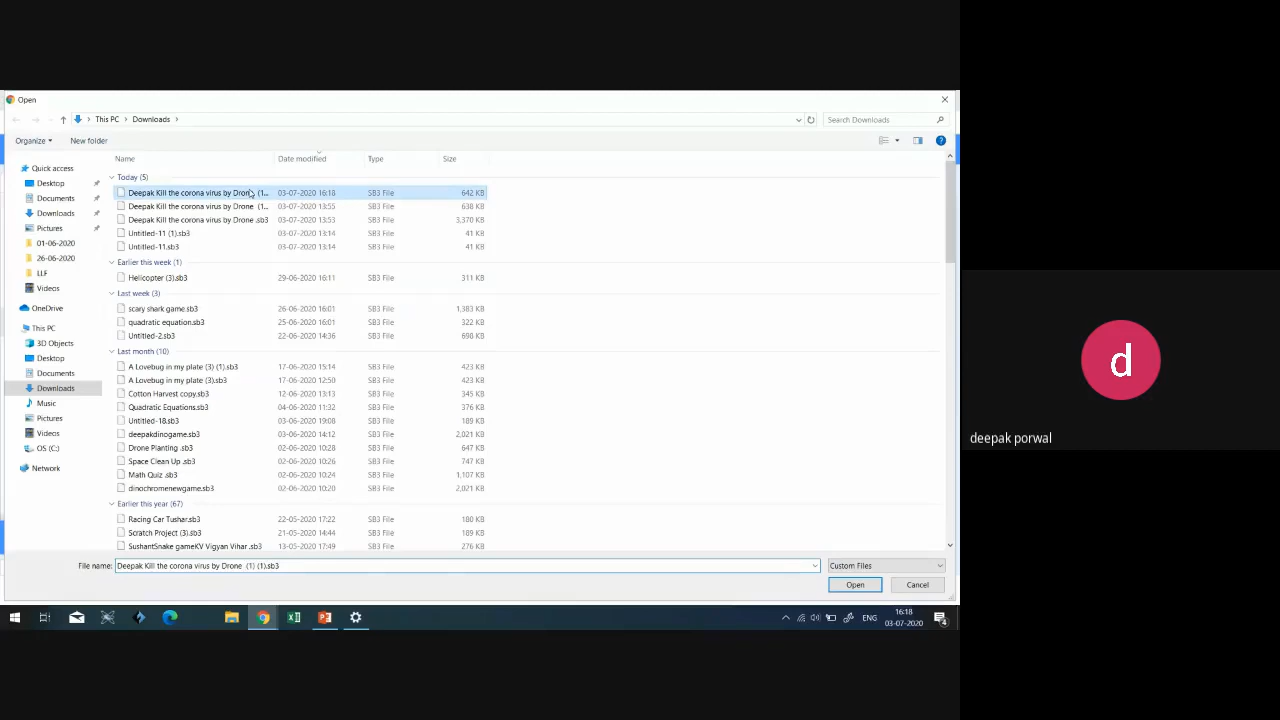 Open
This PC > Downloads >
Search Downloads
Organize
New folder
Name Date modified Type Size
Quick access
Desktop
Documents
Downloads
Pictures
01-06-2020
26-06-2020
LLF
Videos
OneDrive
This PC
3D Objects
Desktop
Documents
Downloads
Music
Pictures
Videos
OS (C:)
Network
Today (5)
Deepak Kill the corona virus by Drone (1... 03-07-2020 16:18 SB3 File 642 KB
Deepak Kill the corona virus by Drone (1... 03-07-2020 13:55 SB3 File 638 KB
Deepak Kill the corona virus by Drone .sb3 03-07-2020 13:53 SB3 File 3,370 KB
Untitled-11 (1).sb3 03-07-2020 13:14 SB3 File 41 KB
Untitled-11.sb3 03-07-2020 13:14 SB3 File 41 KB
Earlier this week (1)
Helicopter (3).sb3 29-06-2020 16:11 SB3 File 311 KB
Last week (3)
scary shark game.sb3 26-06-2020 16:01 SB3 File 1,383 KB
quadratic equation.sb3 25-06-2020 16:01 SB3 File 322 KB
Untitled-2.sb3 22-06-2020 14:36 SB3 File 690 KB
Last month (10)
A Lovebug in my plate (3) (1).sb3 17-06-2020 15:14 SB3 File 423 KB
A Lovebug in my plate (3).sb3 17-06-2020 12:50 SB3 File 423 KB
Cotton Harvest copy.sb3 12-06-2020 13:13 SB3 File 345 KB
Quadratic Equations.sb3 04-06-2020 11:32 SB3 File 376 KB
Untitled-18.sb3 03-06-2020 19:08 SB3 File 189 KB
deepakdinogame.sb3 03-06-2020 14:12 SB3 File 2,021 KB
Drone Planting .sb3 02-06-2020 10:28 SB3 File 647 KB
Space Clean Up .sb3 02-06-2020 10:26 SB3 File 747 KB
Math Quiz .sb3 02-06-2020 10:24 SB3 File 1,107 KB
dinochromenewgame.sb3 02-06-2020 10:20 SB3 File 2,021 KB
Earlier this year (67)
Racing Car Tushar.sb3 22-05-2020 17:22 SB3 File 180 KB
Scratch Project (3).sb3 21-05-2020 14:44 SB3 File 189 KB
SushantSnake gameKV Vigyan Vihar .sb3 13-05-2020 17:49 SB3 File 276 KB
File name: Deepak Kill the corona virus by Drone (1) (1).sb3
Custom Files
Open
Cancel
ENG
16:18
03-07-2020
4
d
deepak porwal